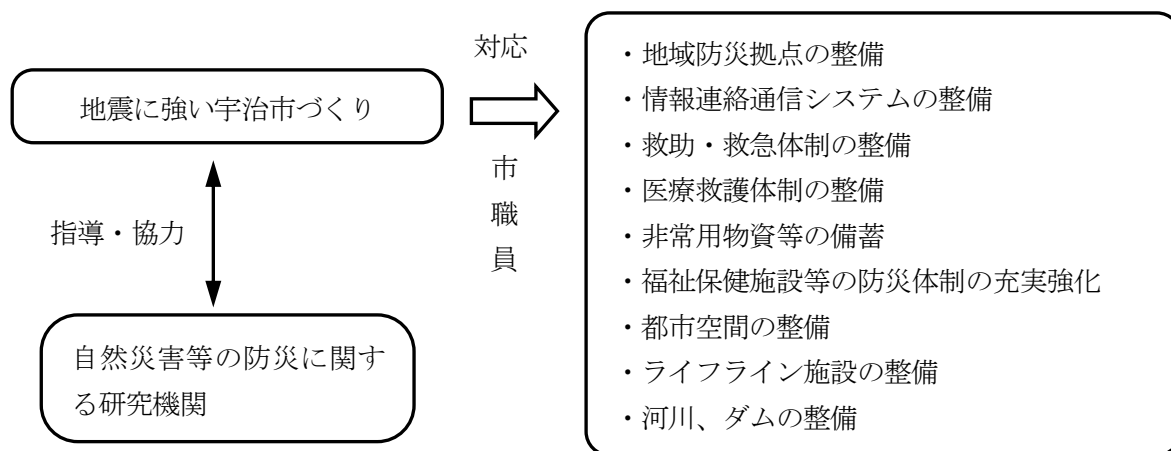 地震に強い宇治市づくり
指導・協力
自然災害等の防災に関す
る研究機関
対応
市職員
・地域防災拠点の整備
・情報連絡通信システムの整備
・救助・救急体制の整備
・医療救護体制の整備
・非常用物資等の備蓄
・福祉保健施設等の防災体制の充実強化
・都市空間の整備
・ライフライン施設の整備
・河川、ダムの整備